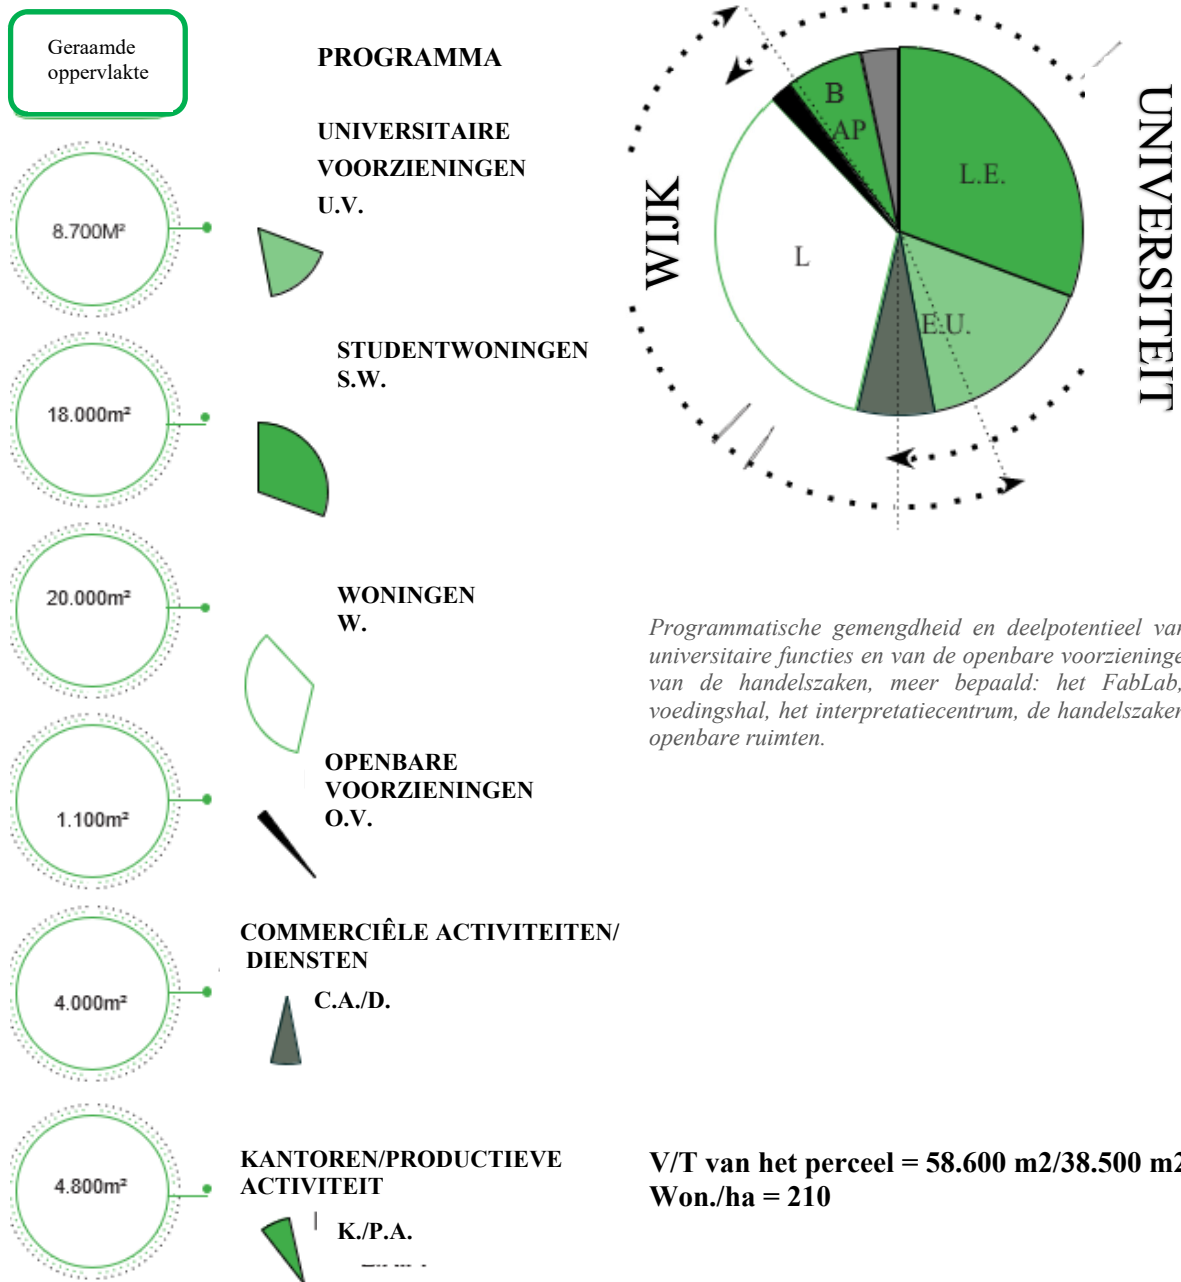 Geraamde
oppervlakte
PROGRAMMA
UNIVERSITAIRE
VOORZIENINGEN
U.V.
8.700M²
STUDENTWONINGEN
S.W.
18.000m²
WONINGEN
W.
20.000m²
OPENBARE
VOORZIENINGEN
O.V.
1.100m²
COMMERCIÊLE ACTIVITEITEN/
DIENSTEN
C.A./D.
4.000m²
KANTOREN/PRODUCTIEVE
ACTIVITEIT
K./P.A.
4.800m²
WIJK
UNIVERSITEIT
B
AP
L.E.
L
E.U.
Programmatische gemengdheid en deelpotentieel van
universitaire functies en van de openbare voorzieninge
van de handelszaken, meer bepaald: het FabLab,
voedingshal, het interpretatiecentrum, de handelszaken
openbare ruimten.
V/T van het perceel = 58.600 m2/38.500 m2
Won./ha = 210